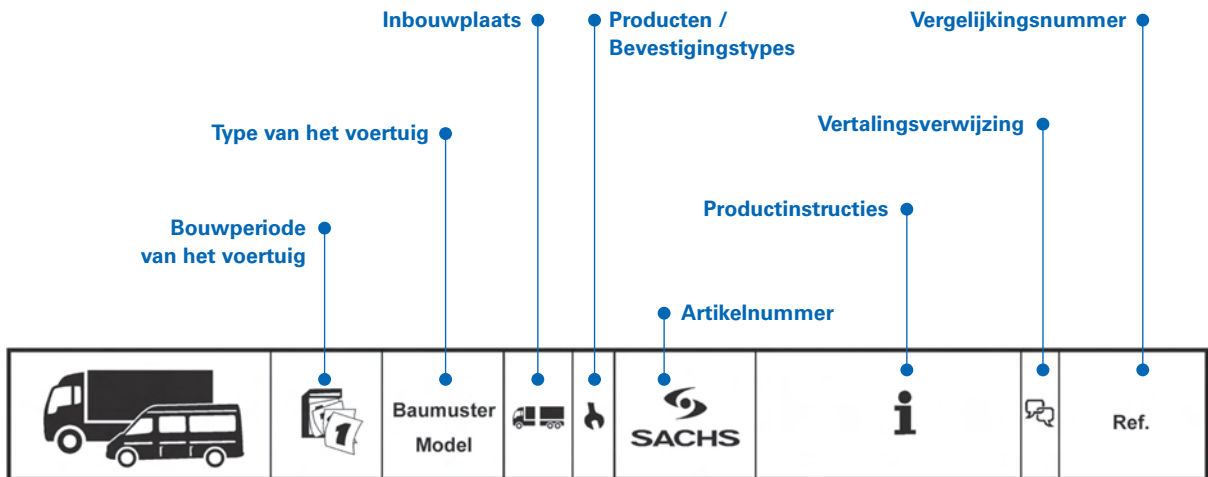 Inbouwplaats
Producten /
Bevestigingstypes
Vergelijkingsnummer
Type van het voertuig
Vertalingsverwijzing
Productinstructies
Bouwperiode
van het voertuig
Artikelnummer
1
Baumuster
Model
SACHS
i
Ref.